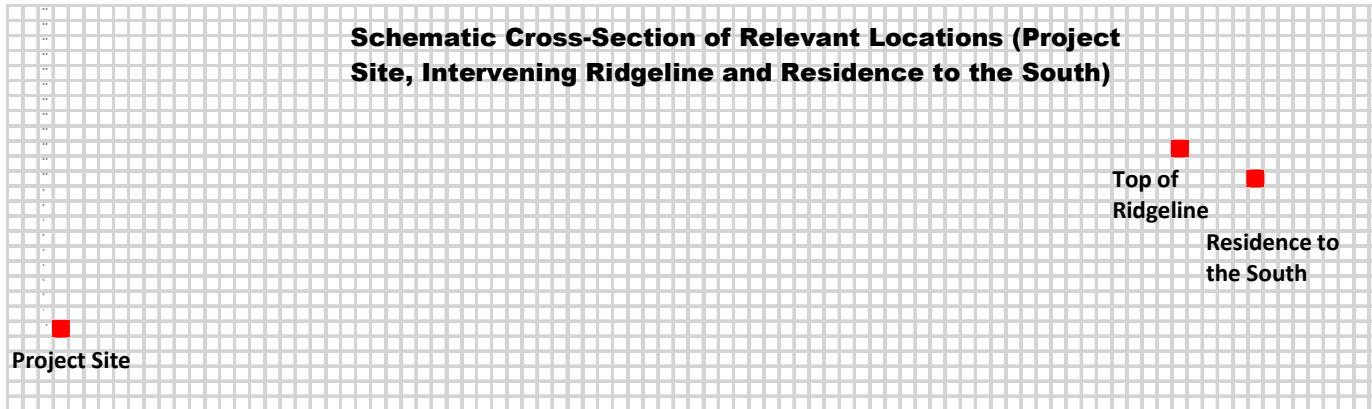 Schematic Cross-Section of Relevant Locations (Project
Site, Intervening Ridgeline and Residence to the South)
Top of
Ridgeline
Residence to
the South
Project Site